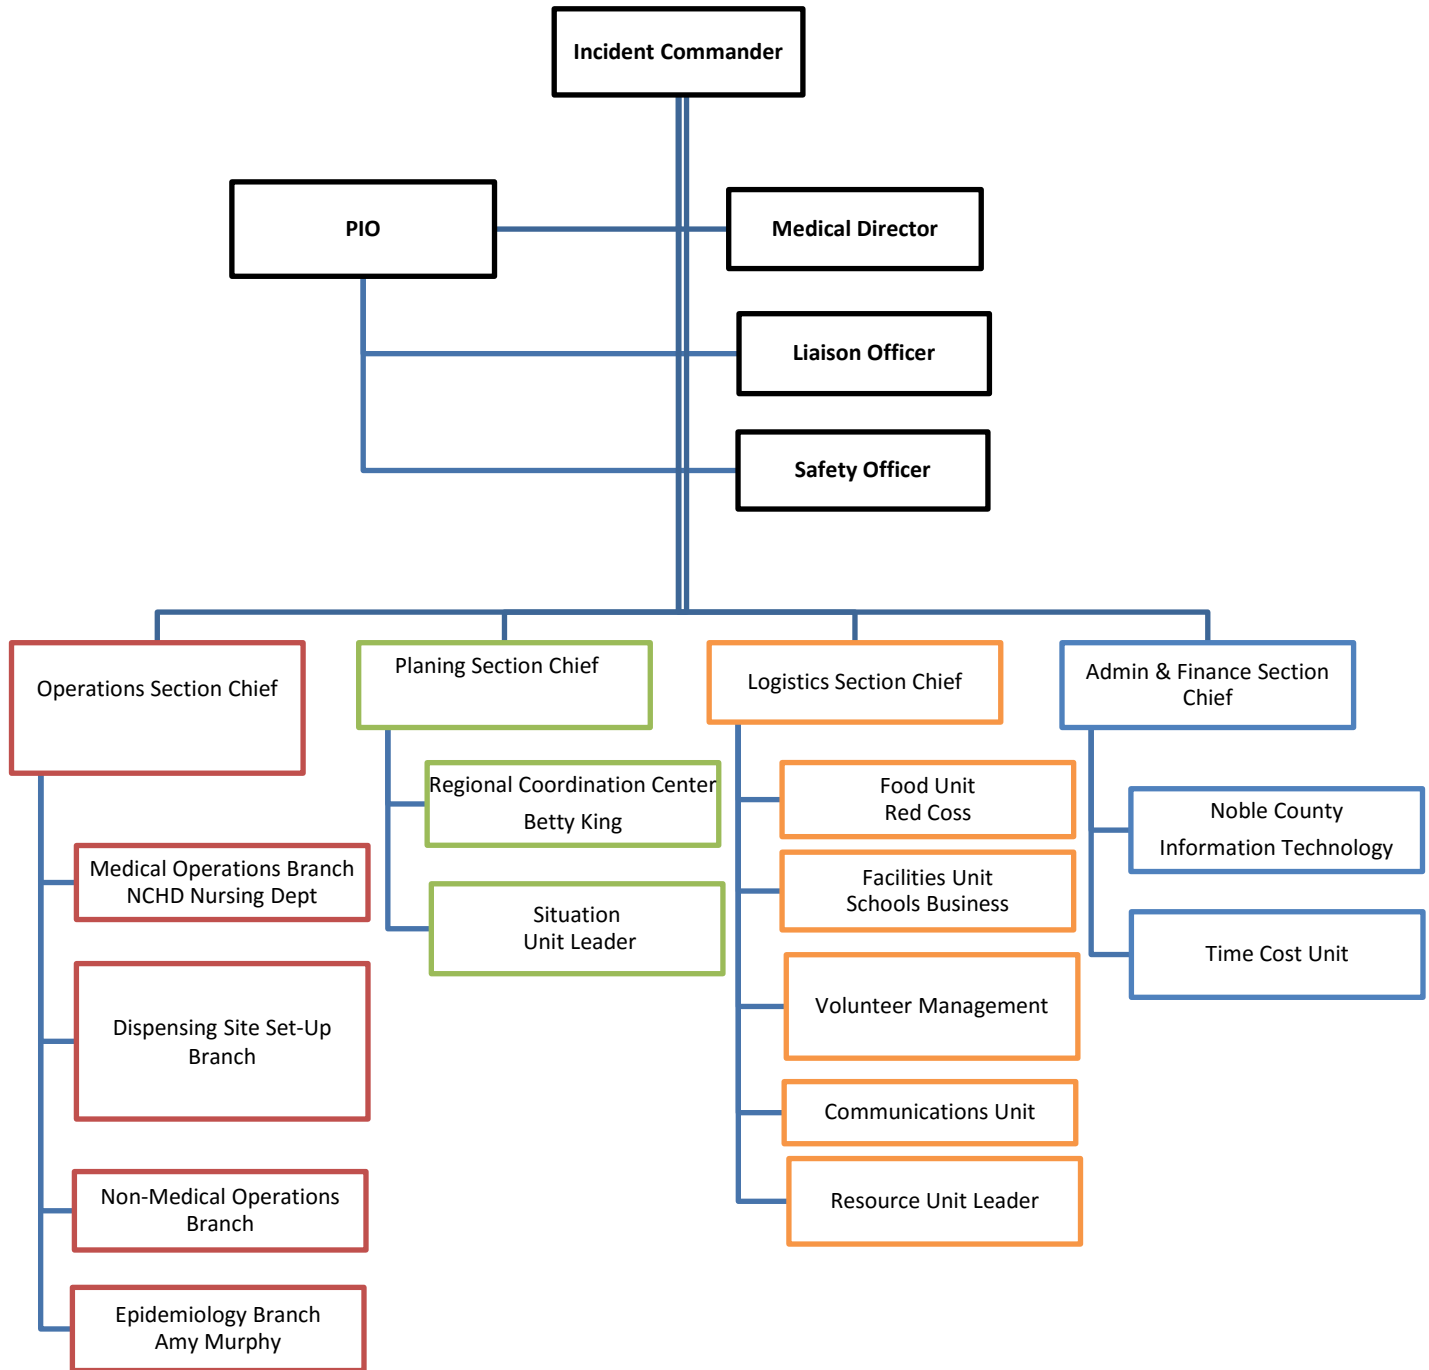 Incident Commander
PIO
Medical Director
Liaison Officer
Safety Officer
Operations Section Chief
Medical Operations Branch
NCHD Nursing Dept
Dispensing Site Set-Up
Branch
Non-Medical Operations
Branch
Epidemiology Branch
Amy Murphy
Planing Section Chief
Regional Coordination Center
Betty King
Situation
Unit Leader
Logistics Section Chief
Food Unit
Red Coss
Facilities Unit
Schools Business
Volunteer Management
Communications Unit
Resource Unit Leader
Admin & Finance Section
Chief
Noble County
Information Technology
Time Cost Unit